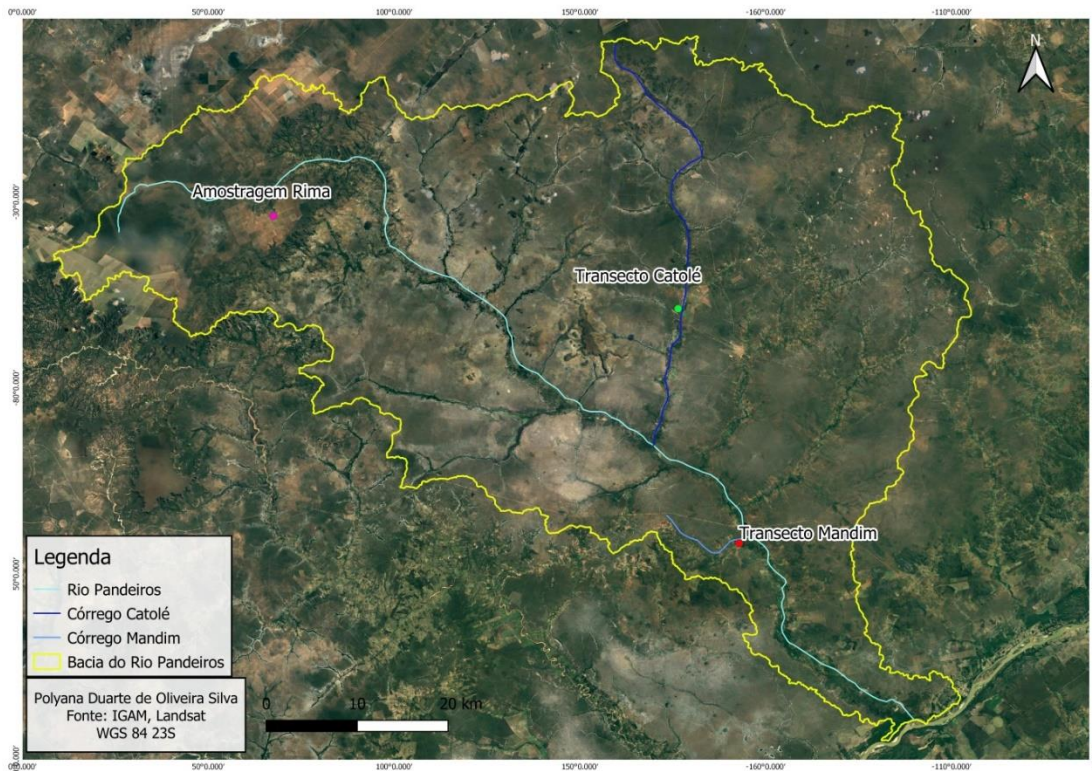 0°0.000'
50°0.000'
100°0.000'
150°0.000'
-160°0.000'
-110°0.000'
N
-30°0.000'
Amostragem Rima
Transecto Catolé
-80°0.000'
Transecto Mandim
50°0.000'
Legenda
Rio Pandeiros
Córrego Catolé
Córrego Mandim
Bacia do Rio Pandeiros
Polyana Duarte de Oliveira Silva
Fonte: IGAM, Landsat
WGS 84 23S
0 10 20 km
0°0.000'
50°0.000'
100°0.000'
150°0.000'
-160°0.000'
-110°0.000'